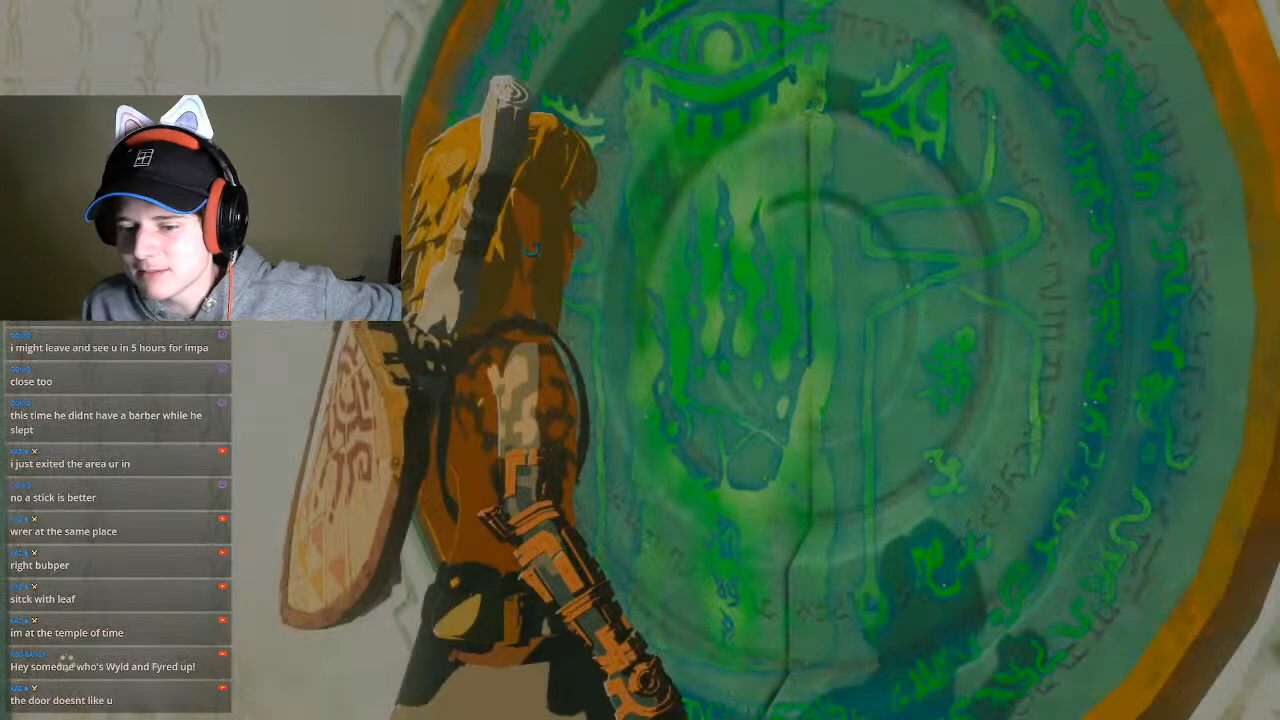 i might leave and see u in 5 hours for impa
close too
this time he didnt have a barber while he
slept
i just exited the area ur in
no a stick is better
wrer at the same place
right bubper
sitck with leaf
im at the temple of time
Hey someone who's Wyld and Fyred up!
the door doesnt like u